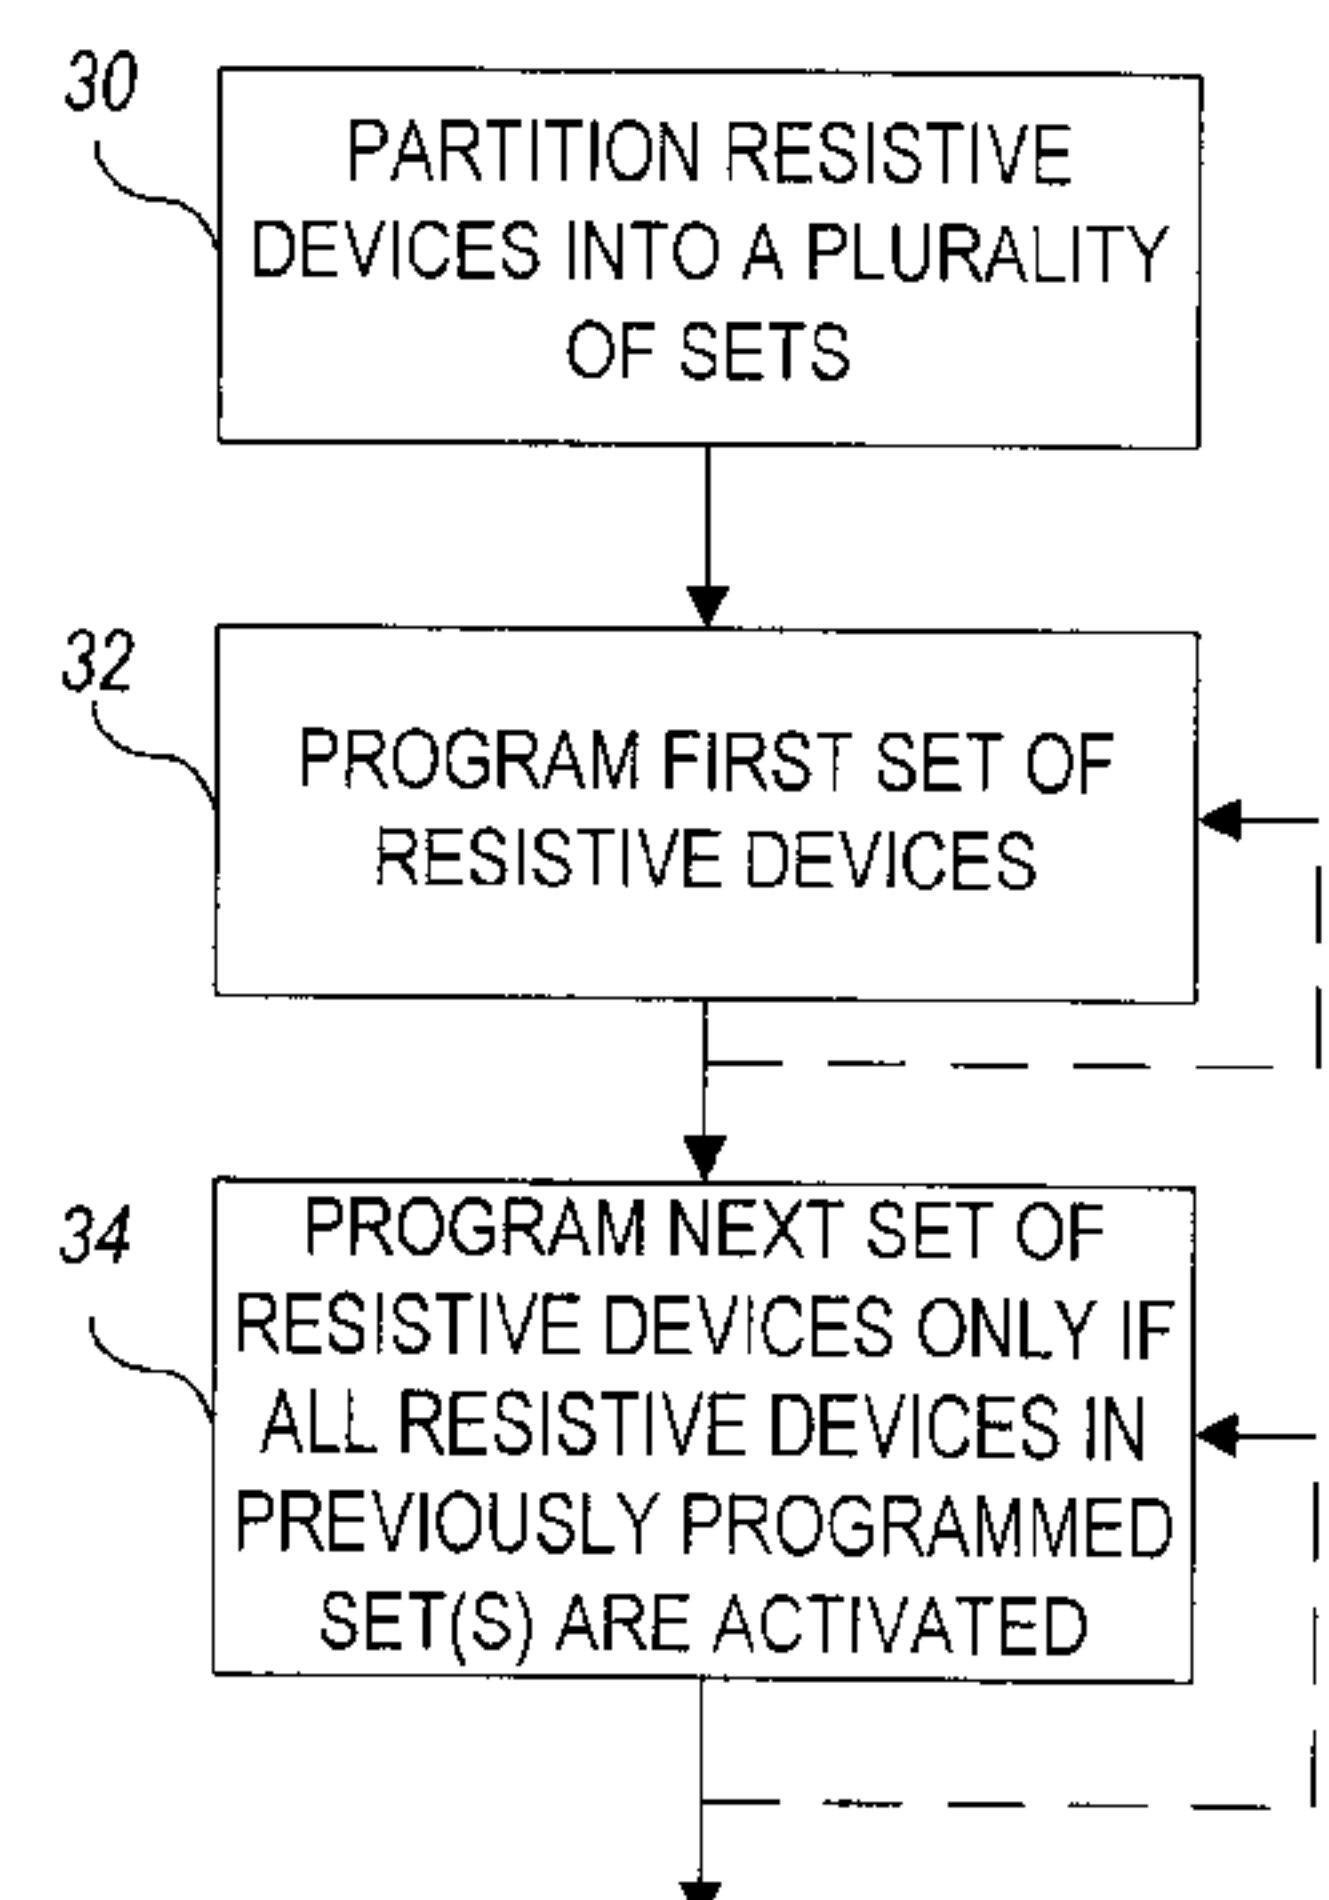 30
PARTITION RESISTIVE
DEVICES INTO A PLURALITY
OF SETS
32
PROGRAM FIRST SET OF
RESISTIVE DEVICES
34
PROGRAM NEXT SET OF
RESISTIVE DEVICES ONLY IF
ALL RESISTIVE DEVICES IN
PREVIOUSLY PROGRAMMED
SET(S) ARE ACTIVATED